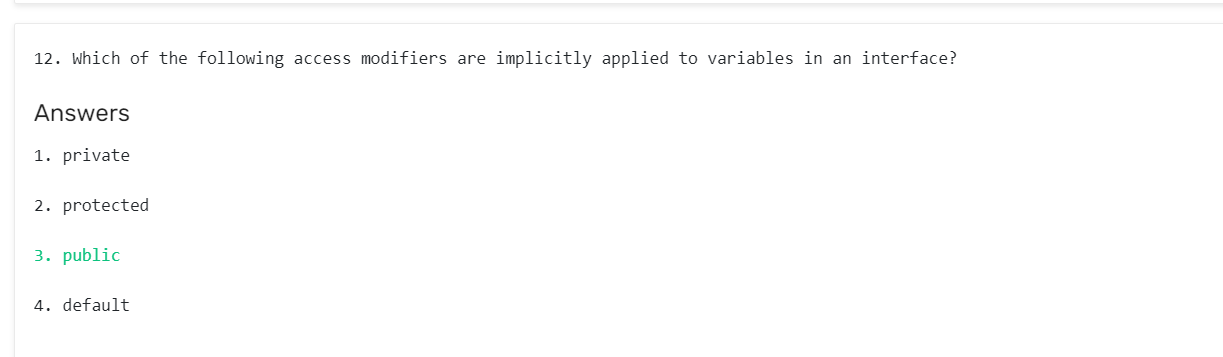 12. Which of the following access modifiers are implicitly applied to variables in an interface?
Answers
1. private
2. protected
3. public
4. default